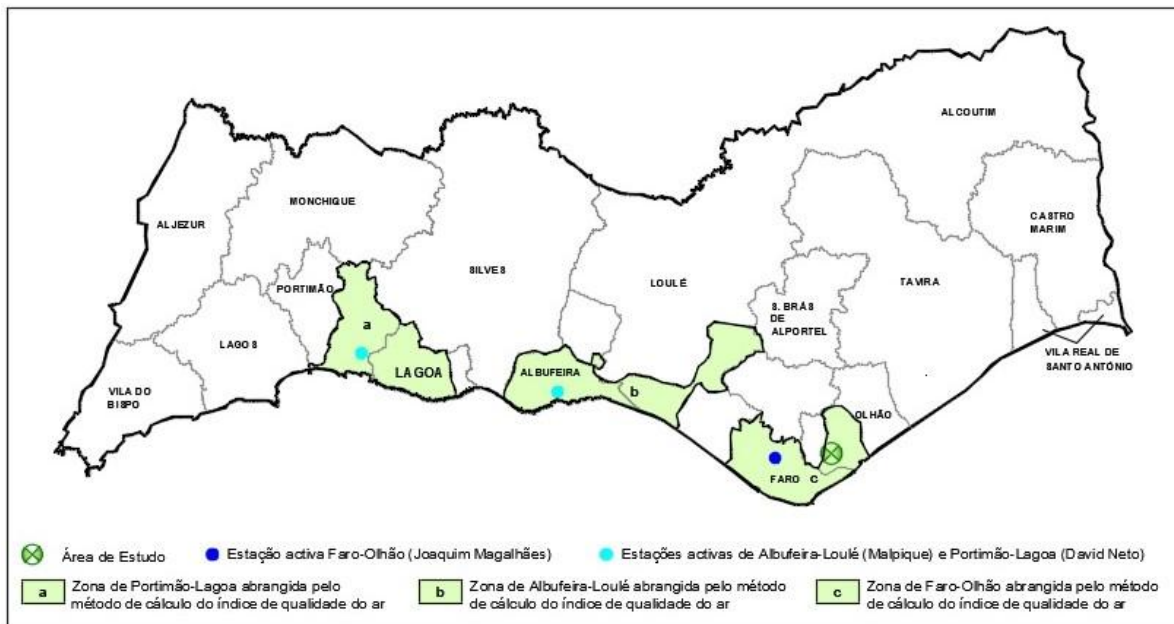 ALCOUTIM
MONCHIQUE
ALJEZUR
CASTRO
MARIM
SILVES
LOULÉ
TAVIRA
PORTIMÃO
S. BRÁS
DE
ALPORTEL
a
LAGOS
LAGOA
ALBUFEIRA
VILA REAL DE
SANTO ANTÓNIO
VILA DO
BISPO
b
OLHÃO
FARO c
Área de Estudo
Estação activa Faro-Olhão (Joaquim Magalhães)
Estações activas de Albufeira-Loulé (Malpique) e Portimão-Lagoa (David Neto)
a Zona de Portimão-Lagoa abrangida pelo
método de cálculo do índice de qualidade do ar
b Zona de Albufeira-Loulé abrangida pelo método
de cálculo do índice de qualidade do ar
c Zona de Faro-Olhão abrangida pelo método
de cálculo do índice de qualidade do ar